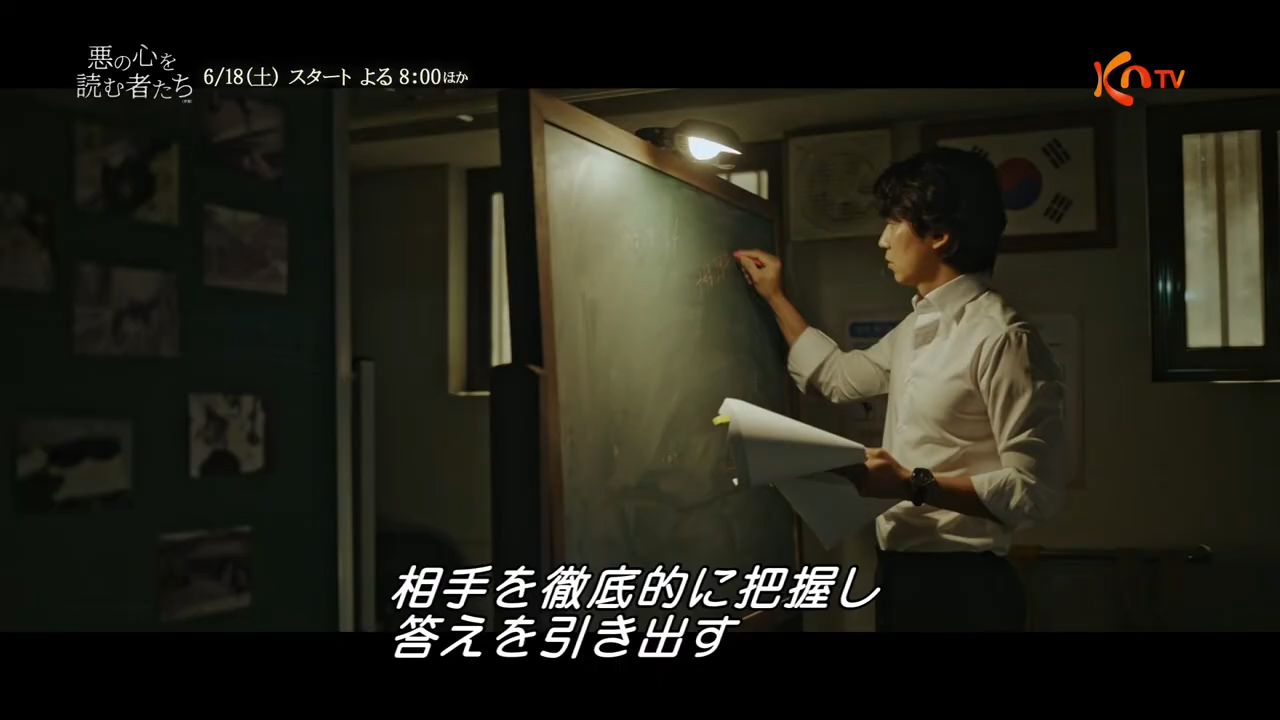 悪の心を
読む者たち
6/18(土) スタート よる 8:00ほか
KnTV
相手を徹底的に把握し
答えを引き出す